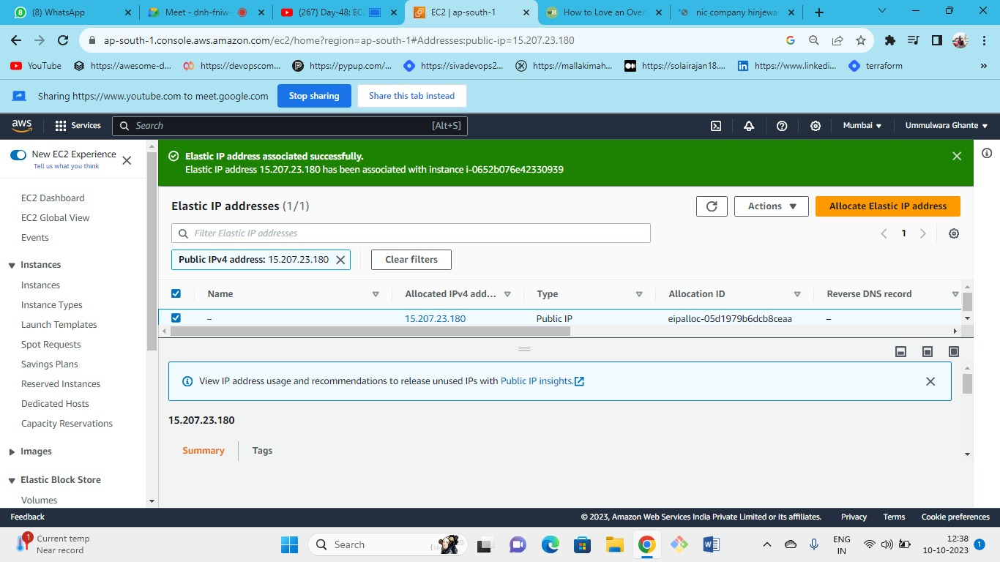 (8) WhatsApp
Meet - dnh-fniw-
(267) Day-48: EC
EC2 | ap-south-1
How to Love an Over
nic company hinjewa
ap-south-1.console.aws.amazon.com/ec2/home?region=ap-south-1#Addresses:public-ip=15.207.23.180
YouTube
https://awesome-d...
https://devopscom...
https://pypup.com/...
https://sivadevops2...
https://mallakimah...
https://solairajan18....
https://www.linkedi...
terraform
»
Sharing https://www.youtube.com to meet.google.com
Stop sharing
Share this tab instead
aws
Services
Search
[Alt+S]
Mumbai
Ummulwara Ghante
New EC2 Experience
Tell us what you think
EC2 Dashboard
EC2 Global View
Events
Instances
Instances
Instance Types
Launch Templates
Spot Requests
Savings Plans
Reserved Instances
Dedicated Hosts
Capacity Reservations
Images
Elastic Block Store
Volumes
Elastic IP address associated successfully.
Elastic IP address 15.207.23.180 has been associated with instance i-0652b076e42330939
Elastic IP addresses (1/1)
Actions
Allocate Elastic IP address
Filter Elastic IP addresses
1
Public IPv4 address: 15.207.23.180
Clear filters
Name
Allocated IPv4 add...
Type
Allocation ID
Reverse DNS record
–
15.207.23.180
Public IP
eipalloc-05d1979b6dcb8ceaa
–
View IP address usage and recommendations to release unused IPs with Public IP insights.
15.207.23.180
Summary
Tags
Feedback
© 2023, Amazon Web Services India Private Limited or its affiliates.
Privacy
Terms
Cookie preferences
1
Current temp
Near record
Search
ENG
IN
12:38
10-10-2023
1